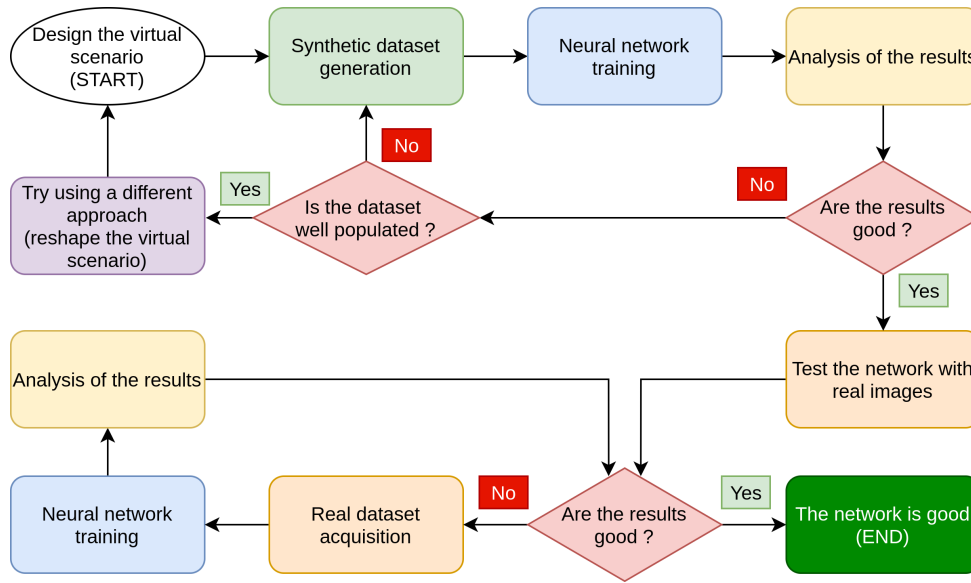 Design the virtual
scenario
(START)
Synthetic dataset
generation
Neural network
training
Analysis of the results
No
Yes
No
Try using a different
approach
(reshape the virtual
scenario)
Is the dataset
well populated ?
Are the results
good ?
Yes
Analysis of the results
Test the network with
real images
No
Yes
Neural network
training
Real dataset
acquisition
Are the results
good ?
The network is good
(END)